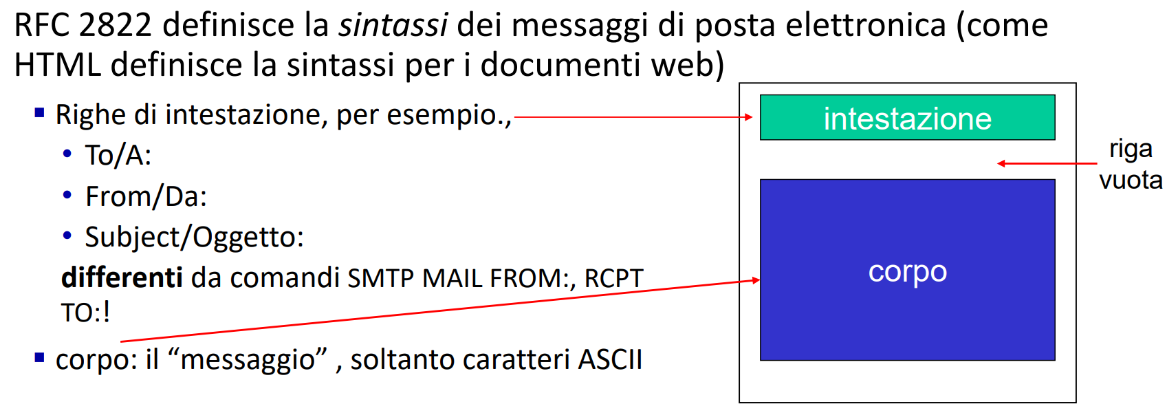 RFC 2822 definisce la sintassi dei messaggi di posta elettronica (come
HTML definisce la sintassi per i documenti web)
▪ Righe di intestazione, per esempio.,
• To/A:
• From/Da:
• Subject/Oggetto:
differenti da comandi SMTP MAIL FROM:, RCPT
TO:!
▪ corpo: il “messaggio” , soltanto caratteri ASCII
intestazione
riga
vuota
corpo